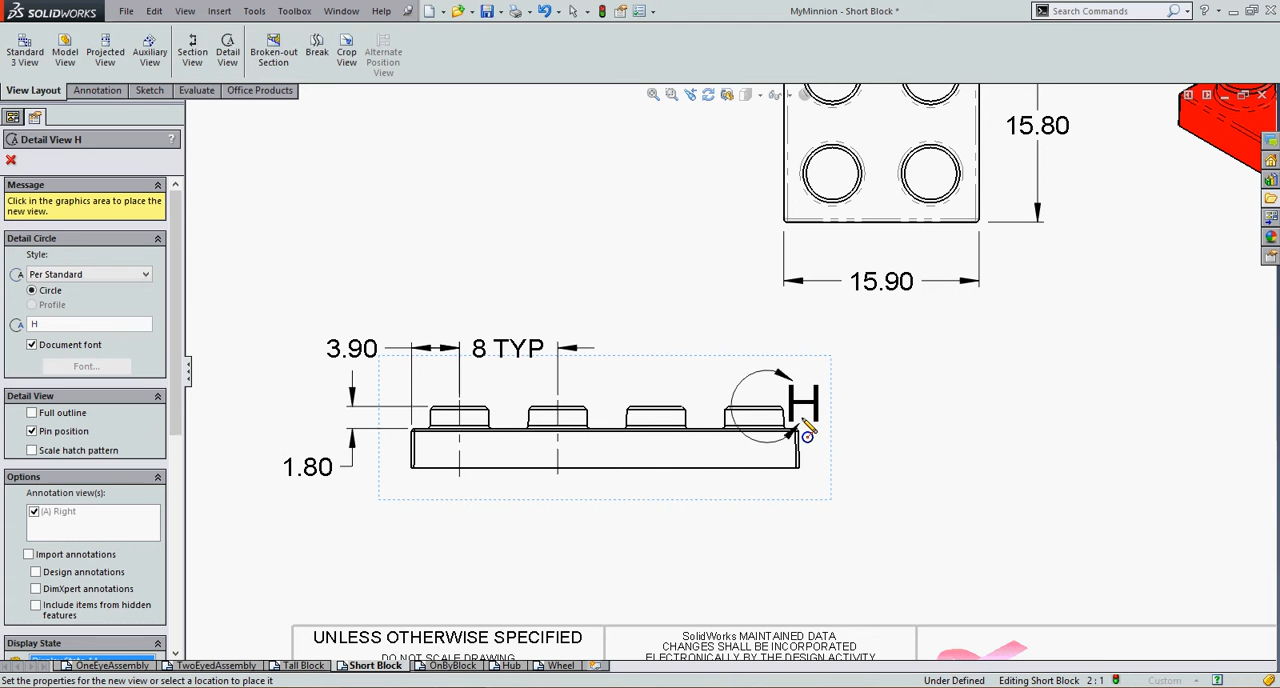 SOLIDWORKS
File
Edit
View
Insert
Tools
Toolbox
Window
Help
MyMinnion - Short Block *
Search Commands
Standard 3 View
Model View
Projected View
Auxiliary View
Section View
Detail View
Broken-out Section
Break
Crop View
Alternate Position View
View Layout
Annotation
Sketch
Evaluate
Office Products
Detail View H
?
Message
Click in the graphics area to place the
new view.
Detail Circle
Style:
Per Standard
Circle
Profile
H
Document font
Font...
Detail View
Full outline
Pin position
Scale hatch pattern
Options
Annotation view(s):
(A) Right
Import annotations
Design annotations
DimXpert annotations
Include items from hidden
features
Display State
15.80
15.90
3.90
8 TYP
H
1.80
UNLESS OTHERWISE SPECIFIED
DO NOT SCALE DRAWING
SolidWorks MAINTAINED DATA
CHANGES SHALL BE INCORPORATED
ONLY BY THE DESIGN ACTIVITY
OneEyeAssembly
TwoEyedAssembly
Tall Block
Short Block
OnByBlock
Hub
Wheel
Set the properties for the new view or select a location to place it
Under Defined
Editing Short Block
2 : 1
Custom